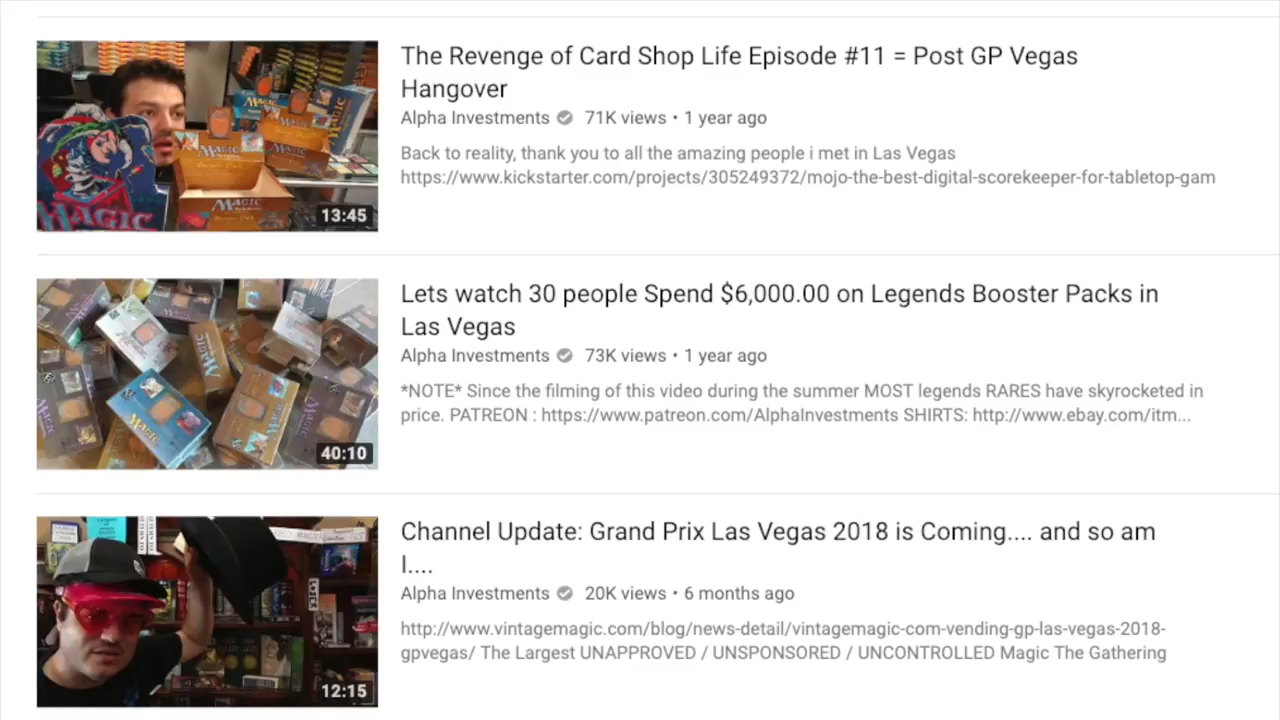 The Revenge of Card Shop Life Episode #11 = Post GP Vegas
Hangover
Alpha Investments 71K views • 1 year ago
Back to reality, thank you to all the amazing people i met in Las Vegas
https://www.kickstarter.com/projects/305249372/mojo-the-best-digital-scorekeeper-for-tabletop-gam
MAGIC
MAGIC
MAGIC
MAGIC
13:45
Lets watch 30 people Spend $6,000.00 on Legends Booster Packs in
Las Vegas
Alpha Investments 73K views • 1 year ago
*NOTE* Since the filming of this video during the summer MOST legends RARES have skyrocketed in
price. PATREON : https://www.patreon.com/AlphaInvestments SHIRTS: http://www.ebay.com/itm...
MAGIC
MAGIC
MAGIC
40:10
Channel Update: Grand Prix Las Vegas 2018 is Coming.... and so am
I....
Alpha Investments 20K views • 6 months ago
http://www.vintagemagic.com/blog/news-detail/vintagemagic-com-vending-gp-las-vegas-2018-
gpvegas/ The Largest UNAPPROVED / UNSPONSORED / UNCONTROLLED Magic The Gathering
12:15